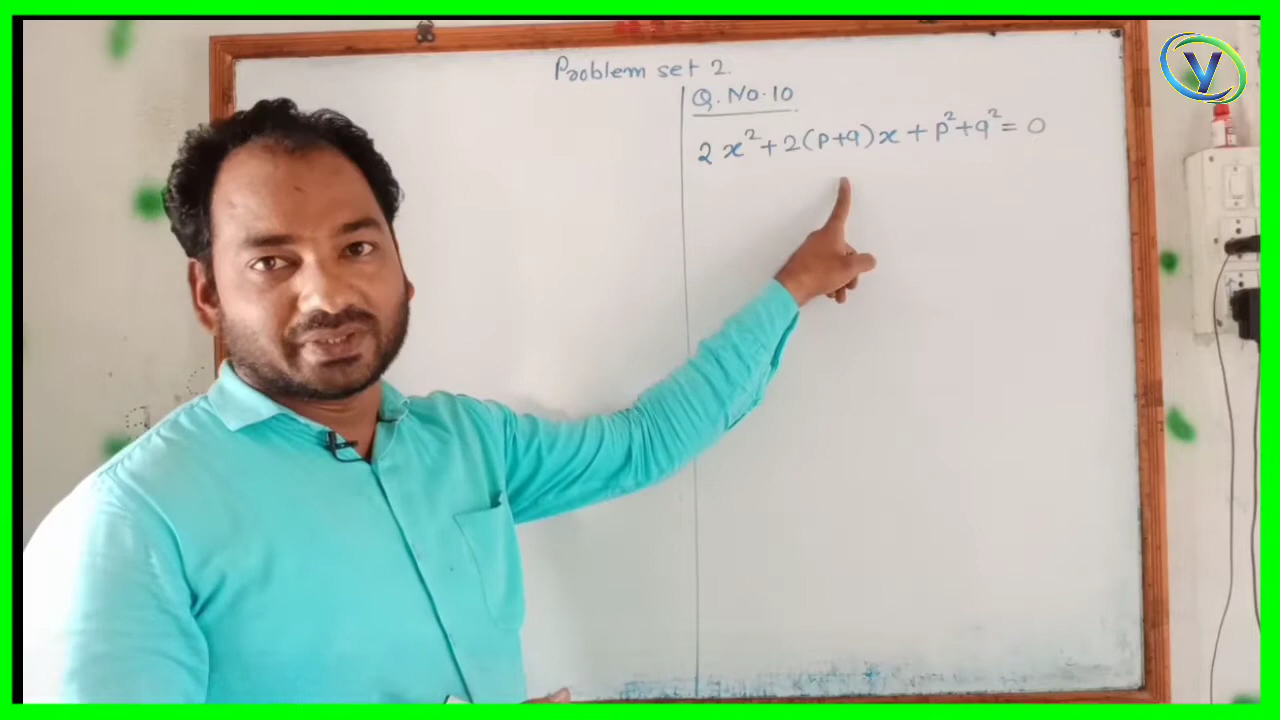 Problem set 2.
Q. No. 10
2x² + 2(p+q)x + p² + q² = 0
Y